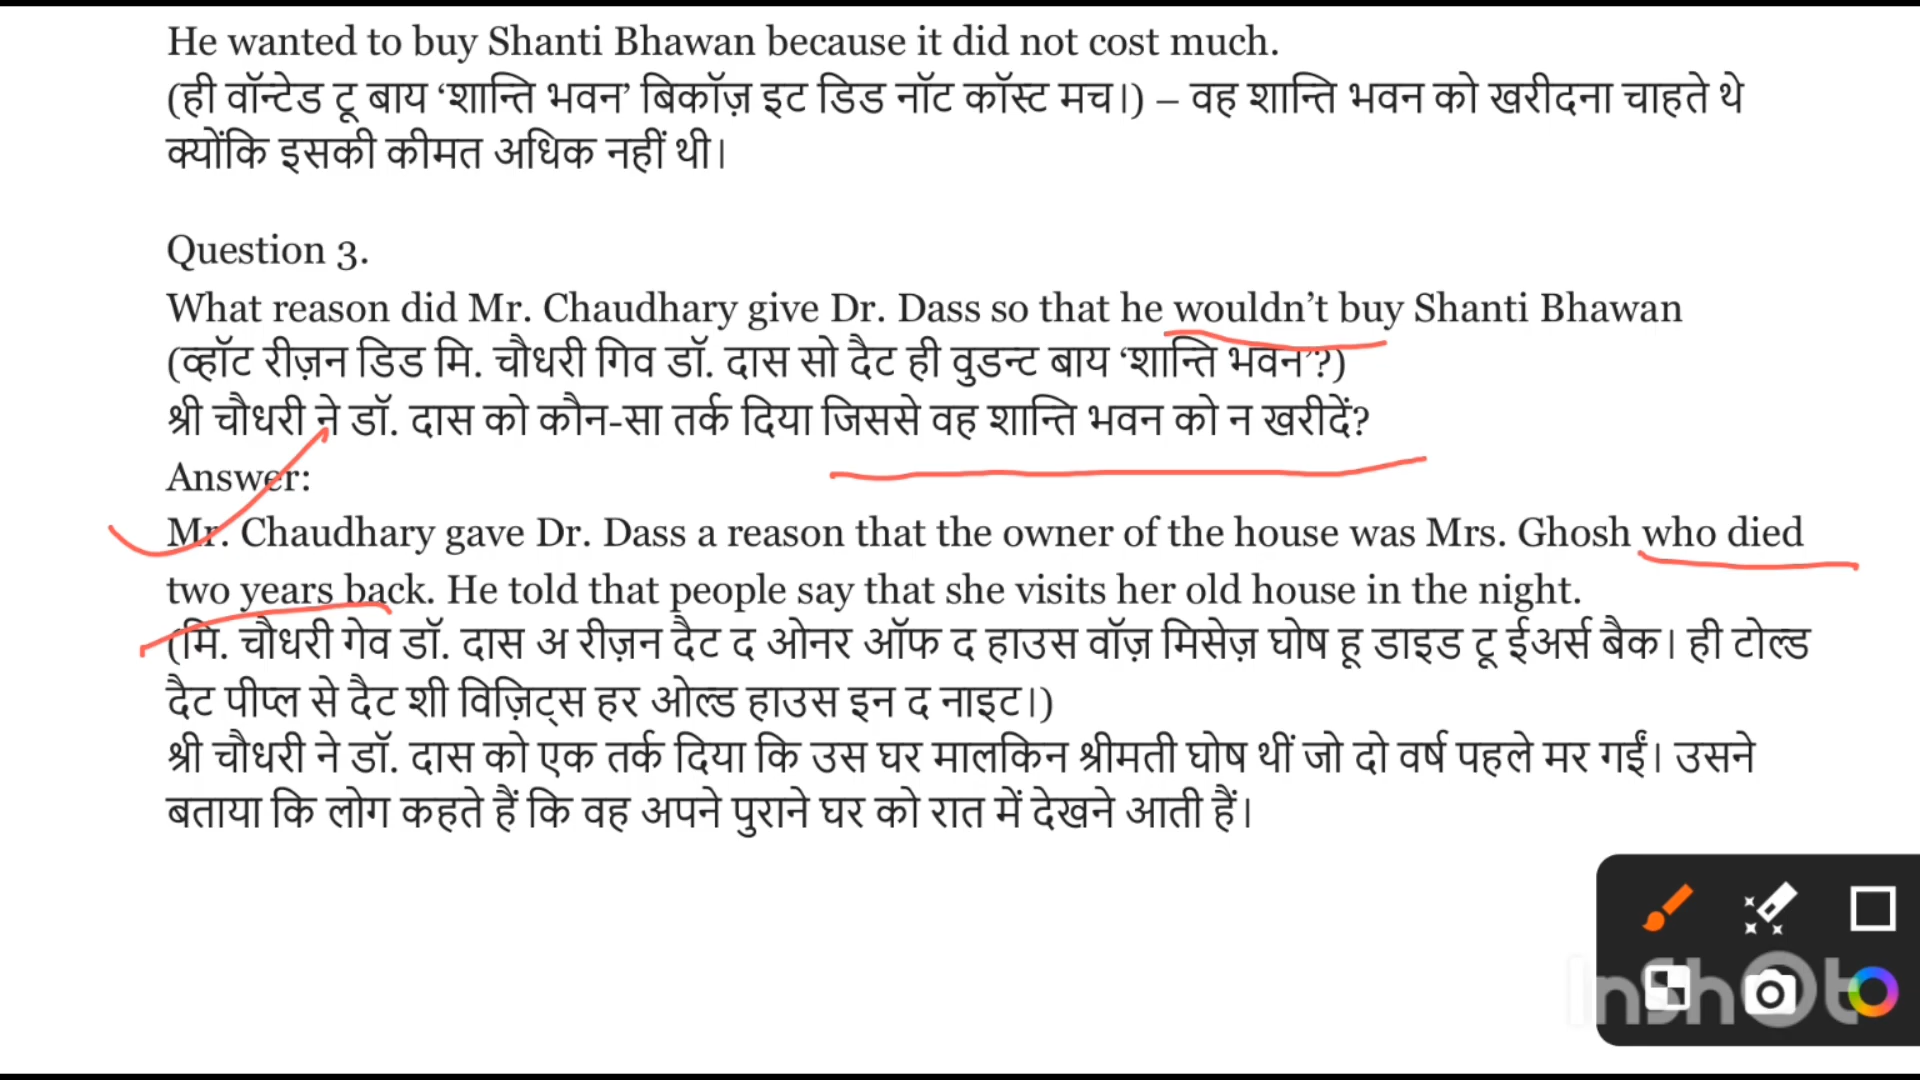 He wanted to buy Shanti Bhawan because it did not cost much.
(ही वॉन्टेड टू बाय ‘शान्ति भवन’ बिकॉज़ इट डिड नॉट कॉस्ट मच।) – वह शान्ति भवन को खरीदना चाहते थे
क्योंकि इसकी कीमत अधिक नहीं थी।
Question 3.
What reason did Mr. Chaudhary give Dr. Dass so that he wouldn’t buy Shanti Bhawan
(व्हॉट रीज़न डिड मि. चौधरी गिव डॉ. दास सो दैट ही वुडन्ट बाय ‘शान्ति भवन’?)
श्री चौधरी ने डॉ. दास को कौन-सा तर्क दिया जिससे वह शान्ति भवन को न खरीदें?
Answer:
Mr. Chaudhary gave Dr. Dass a reason that the owner of the house was Mrs. Ghosh who died
two years back. He told that people say that she visits her old house in the night.
(मि. चौधरी गेव डॉ. दास अ रीज़न दैट द ओनर ऑफ द हाउस वॉज़ मिसेज़ घोष हू डाइड टू ईअर्स बैक। ही टोल्ड
दैट पीप्ल से दैट शी विज़िट्स हर ओल्ड हाउस इन द नाइट।)
श्री चौधरी ने डॉ. दास को एक तर्क दिया कि उस घर मालकिन श्रीमती घोष थीं जो दो वर्ष पहले मर गईं। उसने
बताया कि लोग कहते हैं कि वह अपने पुराने घर को रात में देखने आती हैं।
InShot